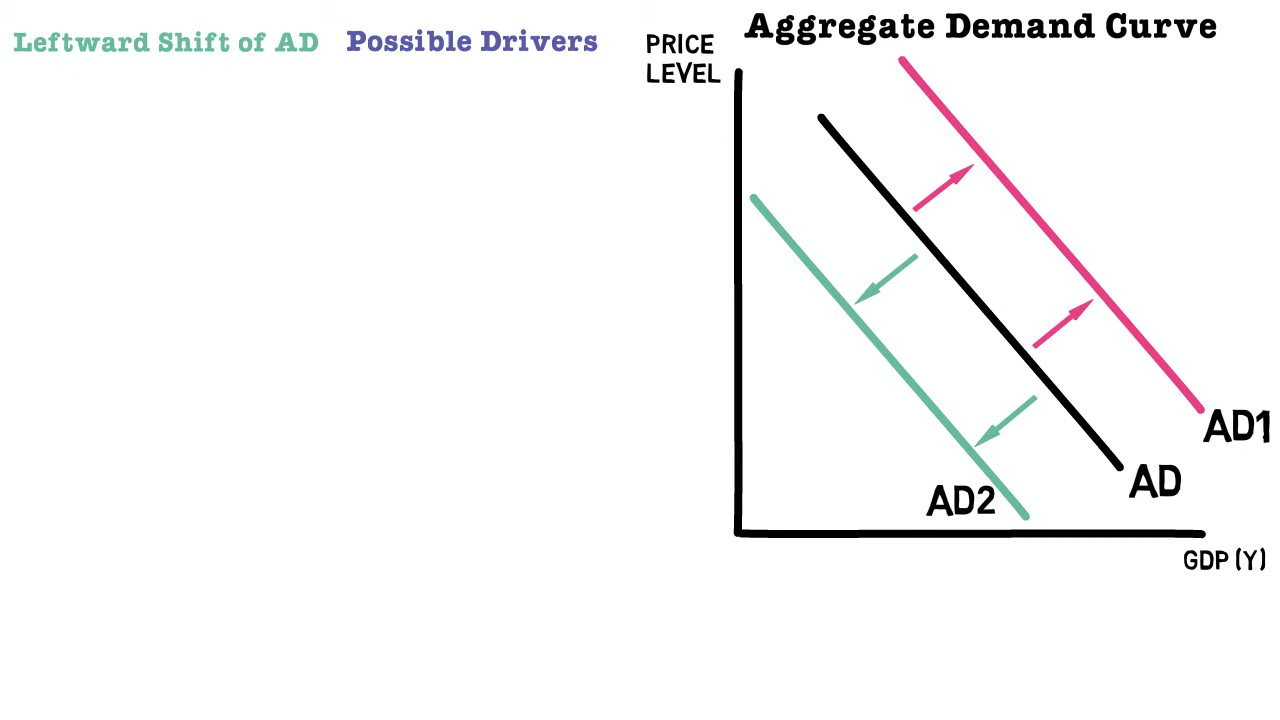 Leftward Shift of AD
Possible Drivers
Aggregate Demand Curve
PRICE
LEVEL
AD1
AD
AD2
GDP (Y)